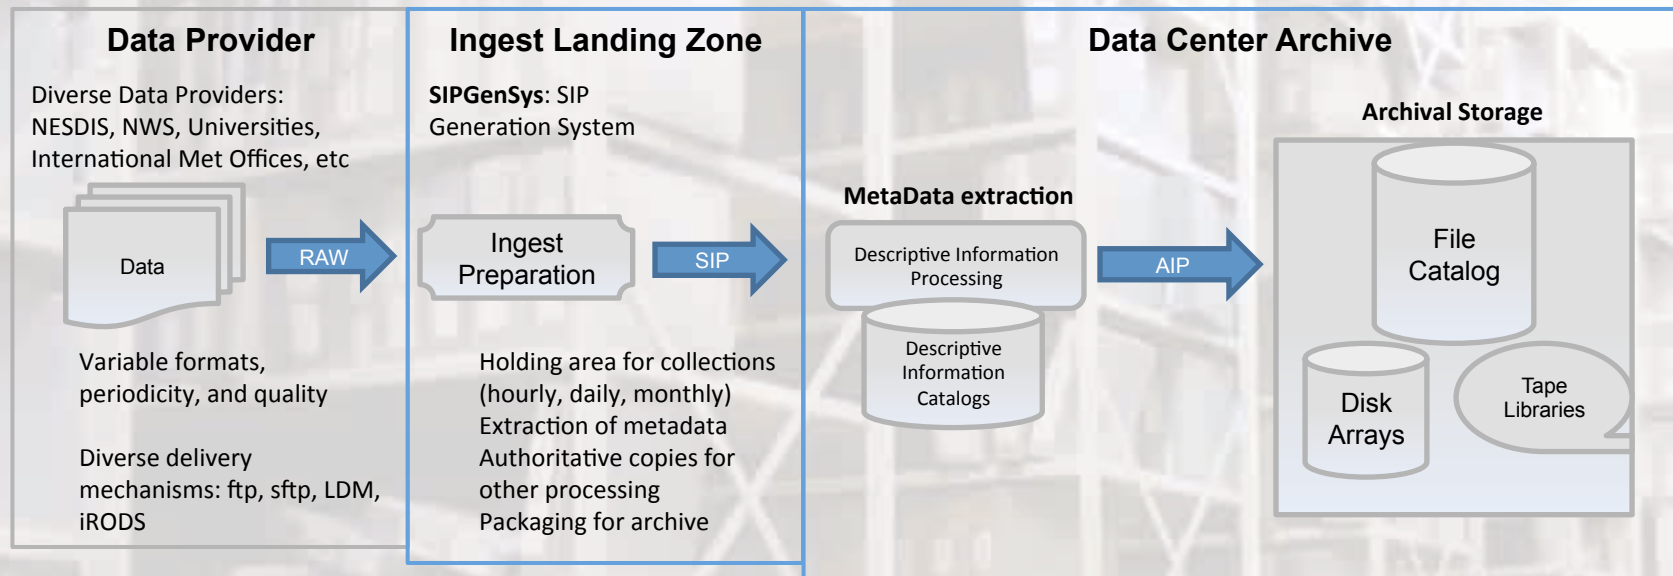 Data Provider
Diverse Data Providers:
NESDIS, NWS, Universities,
International Met Offices, etc
Data
RAW
Variable formats,
periodicity, and quality
Diverse delivery
mechanisms: ftp, sftp, LDM,
iRODS
Ingest Landing Zone
SIPGenSys: SIP
Generation System
Ingest
Preparation
SIP
Holding area for collections
(hourly, daily, monthly)
Extraction of metadata
Authoritative copies for
other processing
Packaging for archive
Data Center Archive
MetaData extraction
Descriptive Information
Processing
Descriptive
Information
Catalogs
AIP
Archival Storage
File
Catalog
Disk
Arrays
Tape
Libraries